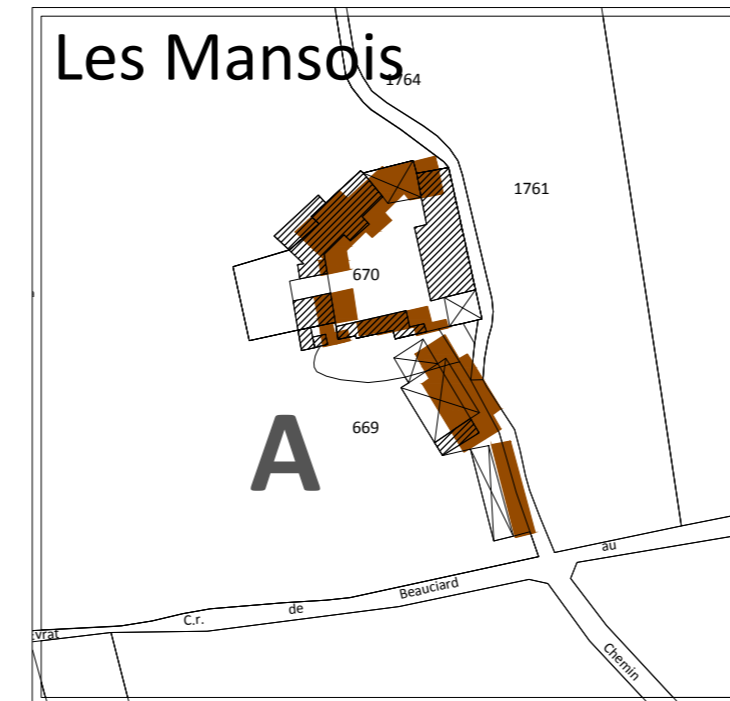 Les Mansois
1764
1761
670
669
A
au
Beauciard
de
C.r.
vrat
Chemin